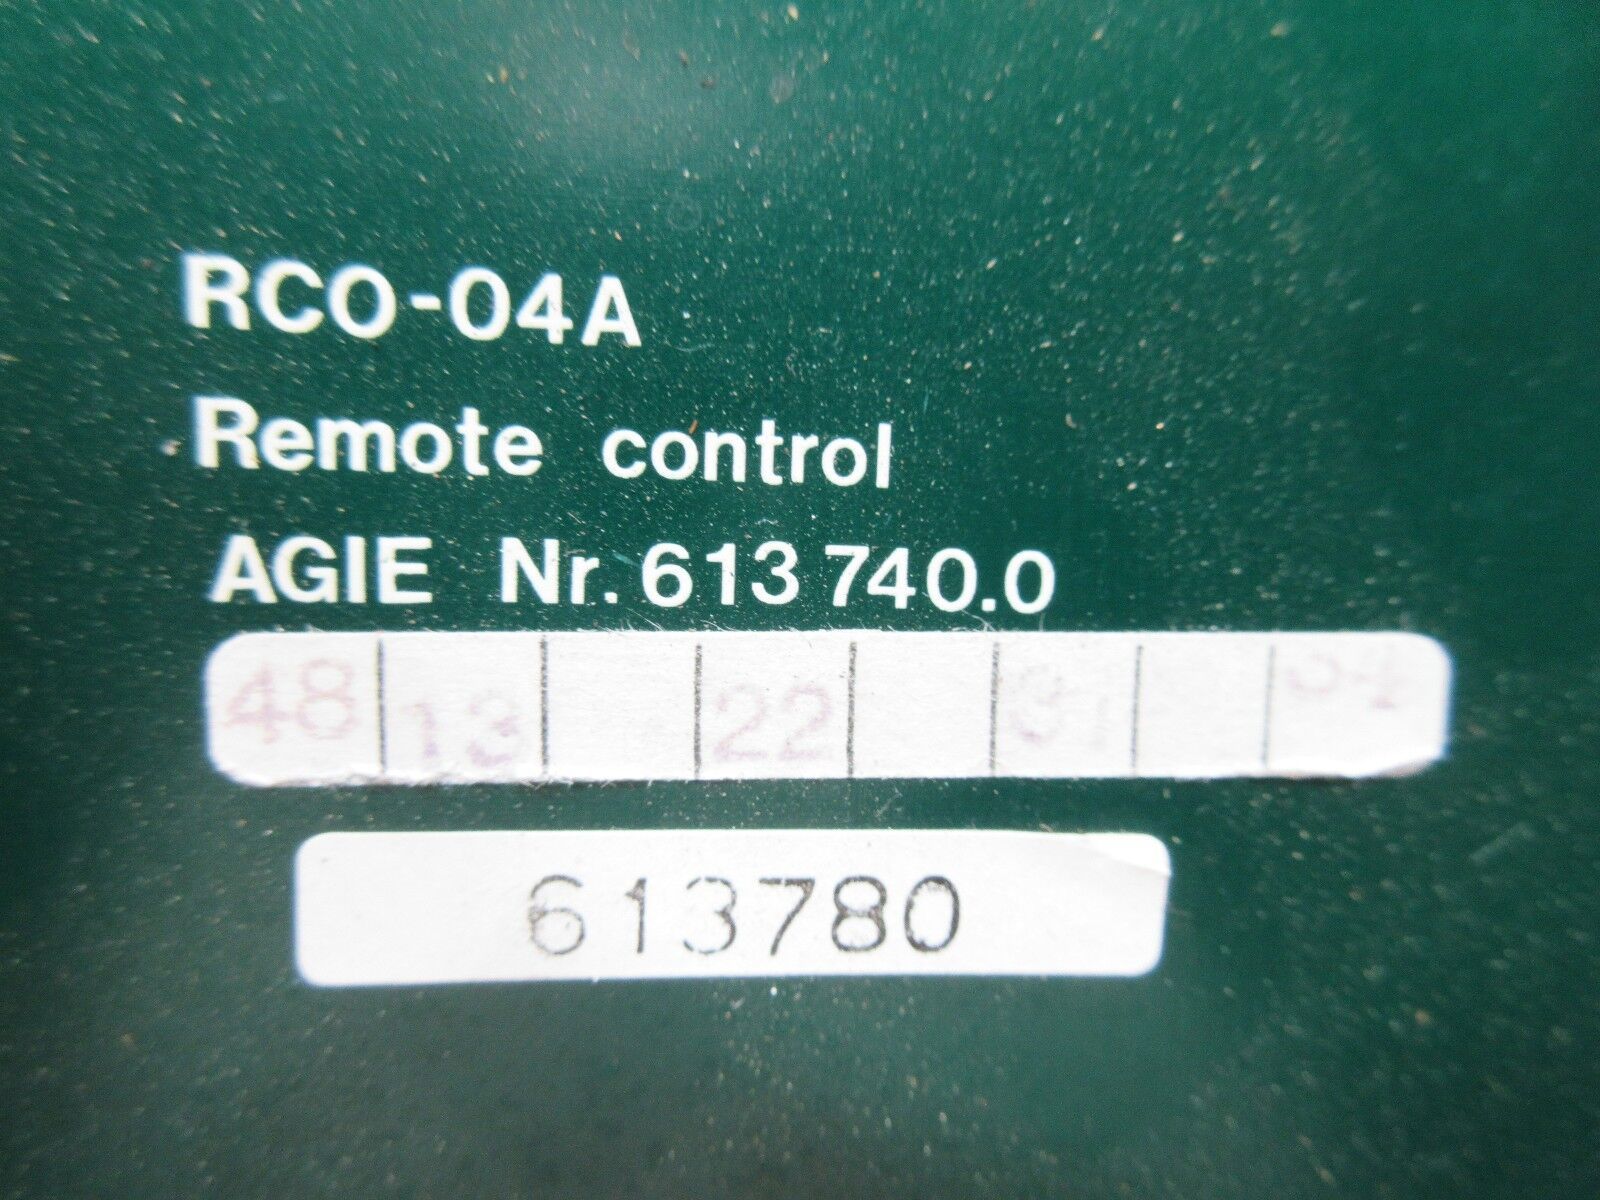 RCO-04A
Remote control
AGIE Nr. 613 740.0
48 13 22
613780